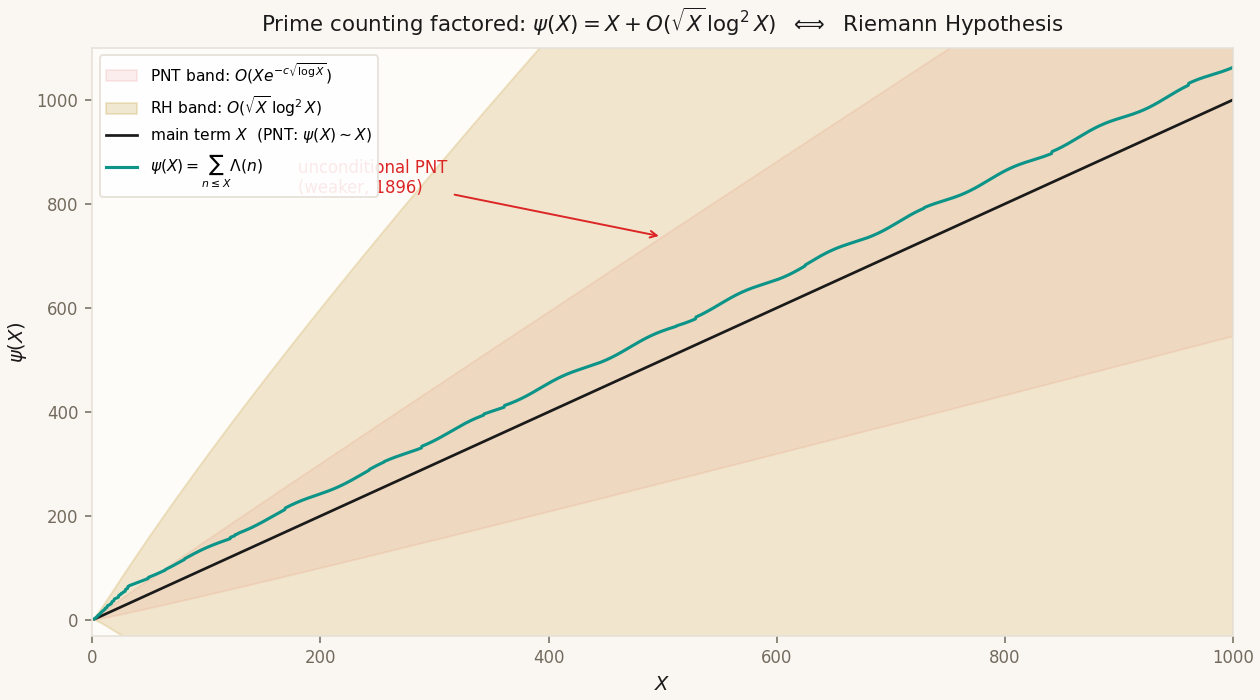 Prime counting factored: ψ(X) = X + O(√X log² X) ⟺ Riemann Hypothesis
PNT band: O(Xe^{−c√log X})
RH band: O(√X log² X)
main term X (PNT: ψ(X) ~ X)
ψ(X) = ∑_{n ≤ X} Λ(n)
unconditional PNT
(weaker, 1896)
ψ(X)
1000
800
600
400
200
0
0 200 400 600 800 1000
X